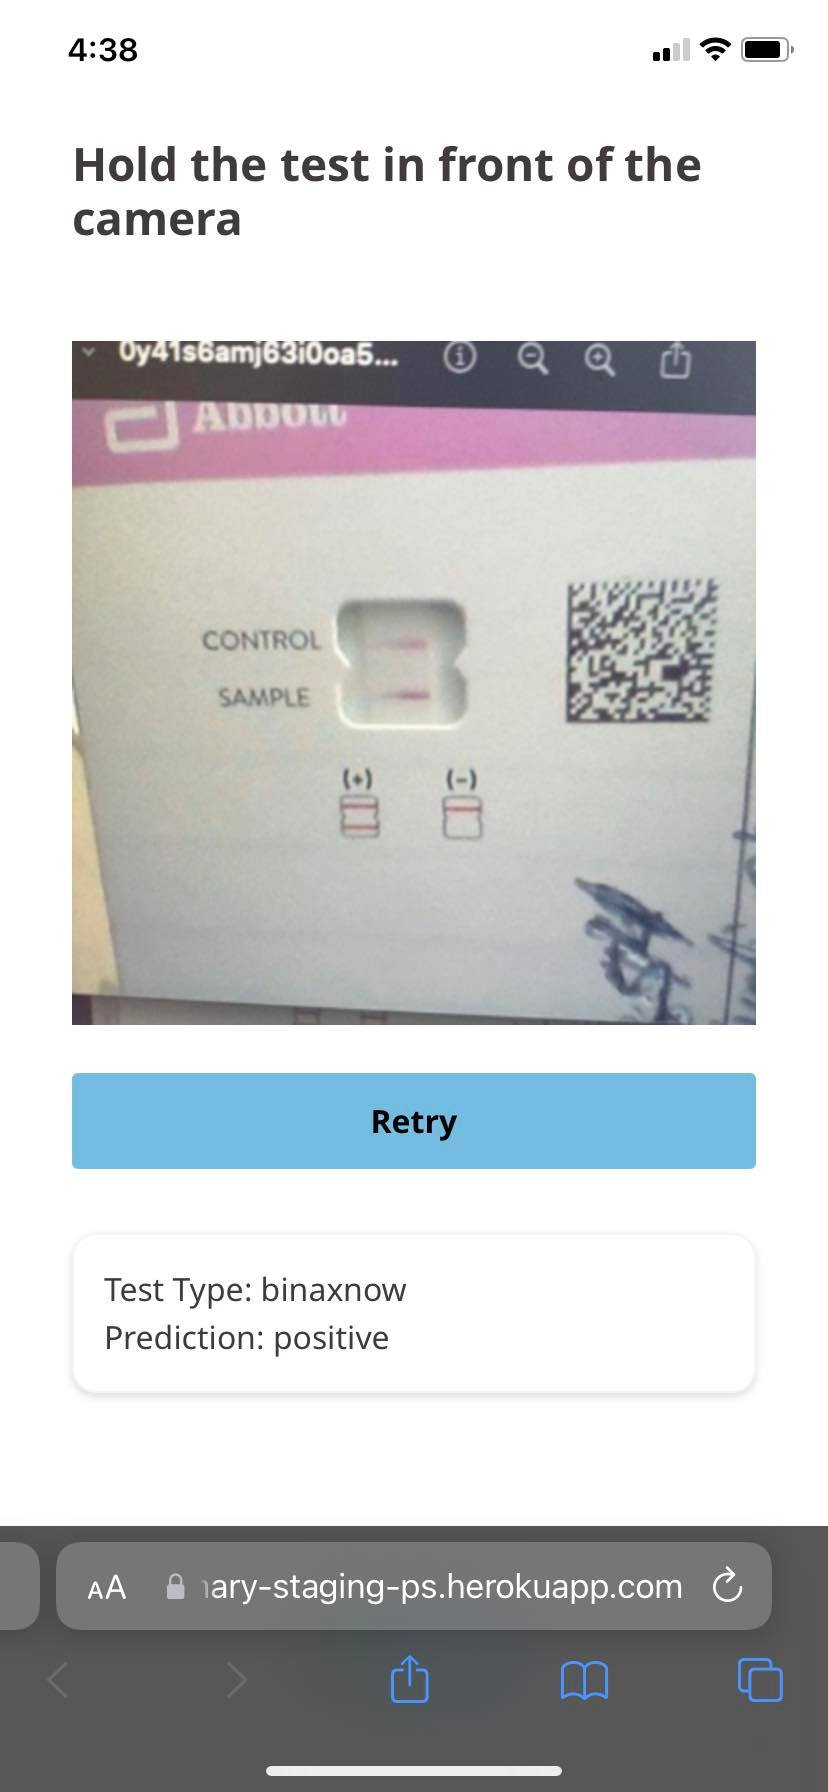 4:38
Hold the test in front of the
camera
0y41s6amj63i0oa5...
Abbott
CONTROL
SAMPLE
(+) (-)
Retry
Test Type: binaxnow
Prediction: positive
AA ary-staging-ps.herokuapp.com